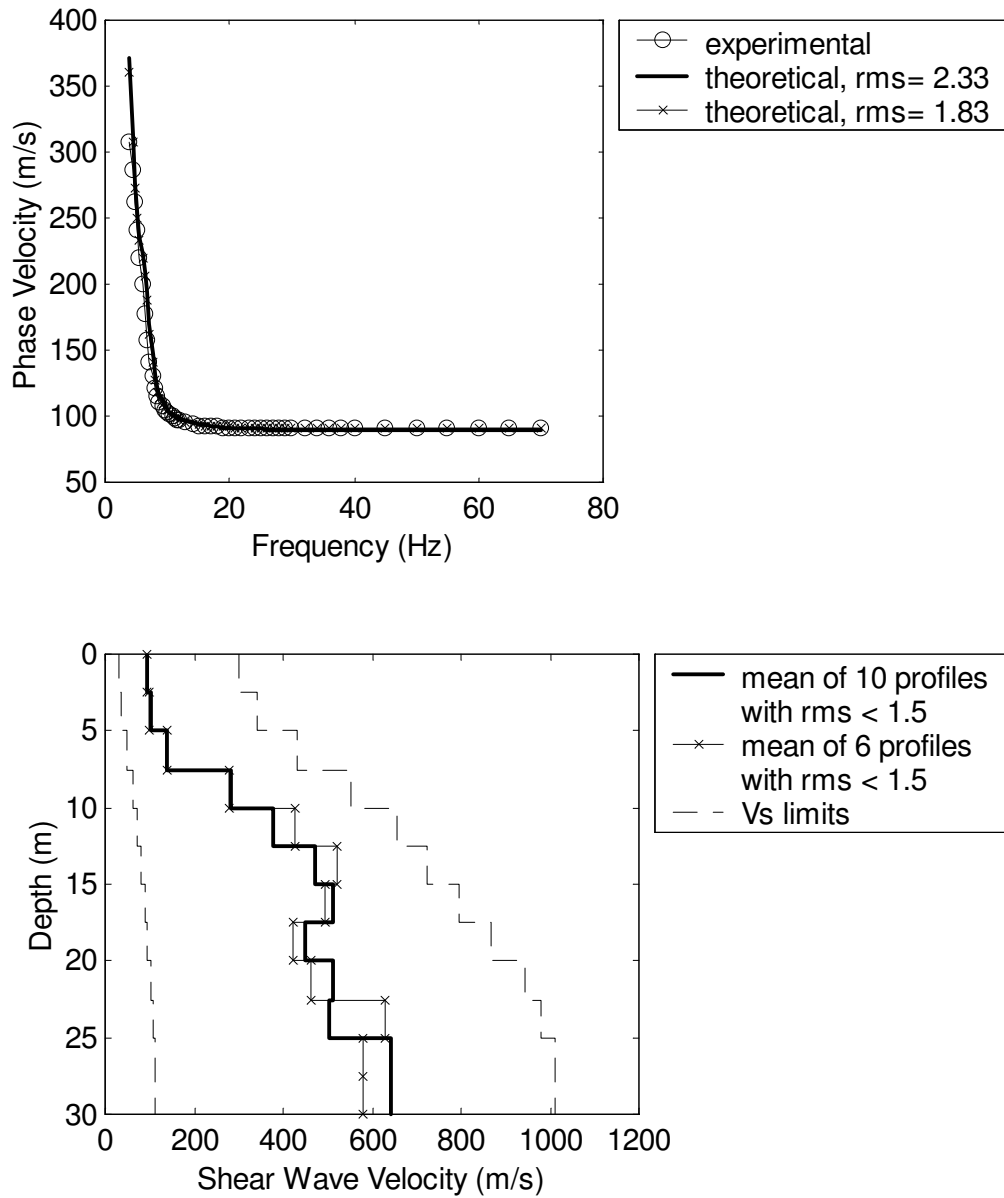 400
350
300
250
200
150
100
50
Phase Velocity (m/s)
0
20
40
60
80
Frequency (Hz)
experimental
theoretical, rms= 2.33
theoretical, rms= 1.83
0
5
10
15
20
25
30
Depth (m)
0
200
400
600
800
1000
1200
Shear Wave Velocity (m/s)
mean of 10 profiles
with rms < 1.5
mean of 6 profiles
with rms < 1.5
Vs limits